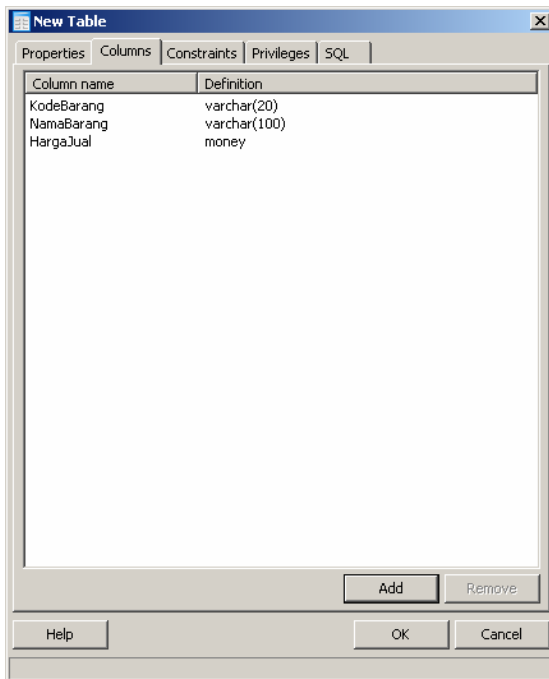 New Table
Properties Columns Constraints Privileges SQL
Column name Definition
KodeBarang varchar(20)
NamaBarang varchar(100)
HargaJual money
Add Remove
Help OK Cancel